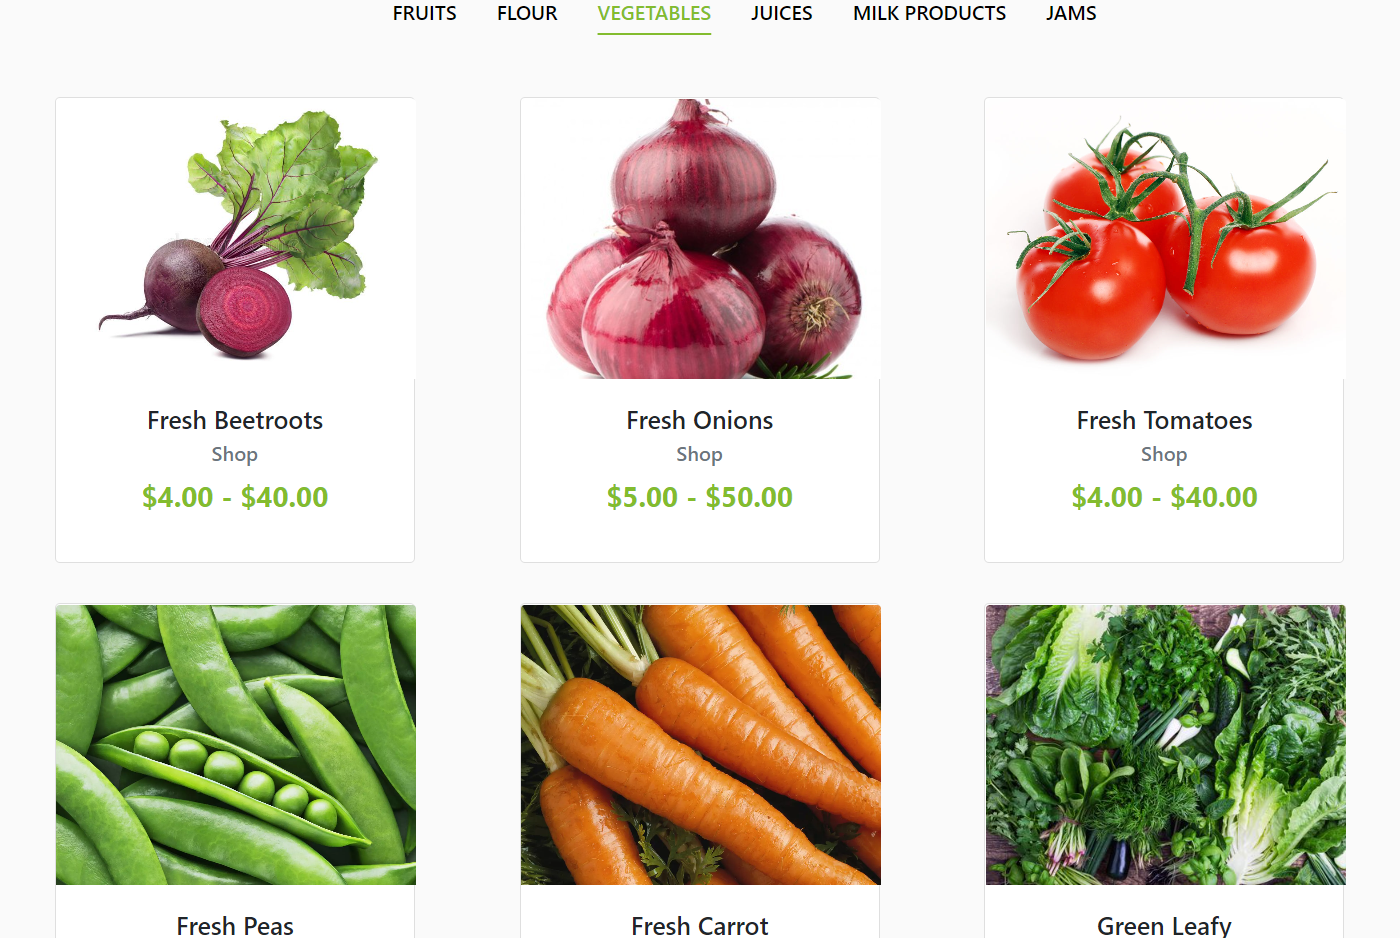 FRUITS FLOUR VEGETABLES JUICES MILK PRODUCTS JAMS
Fresh Beetroots
Shop
$4.00 - $40.00
Fresh Onions
Shop
$5.00 - $50.00
Fresh Tomatoes
Shop
$4.00 - $40.00
Fresh Peas
Fresh Carrot
Green Leafy